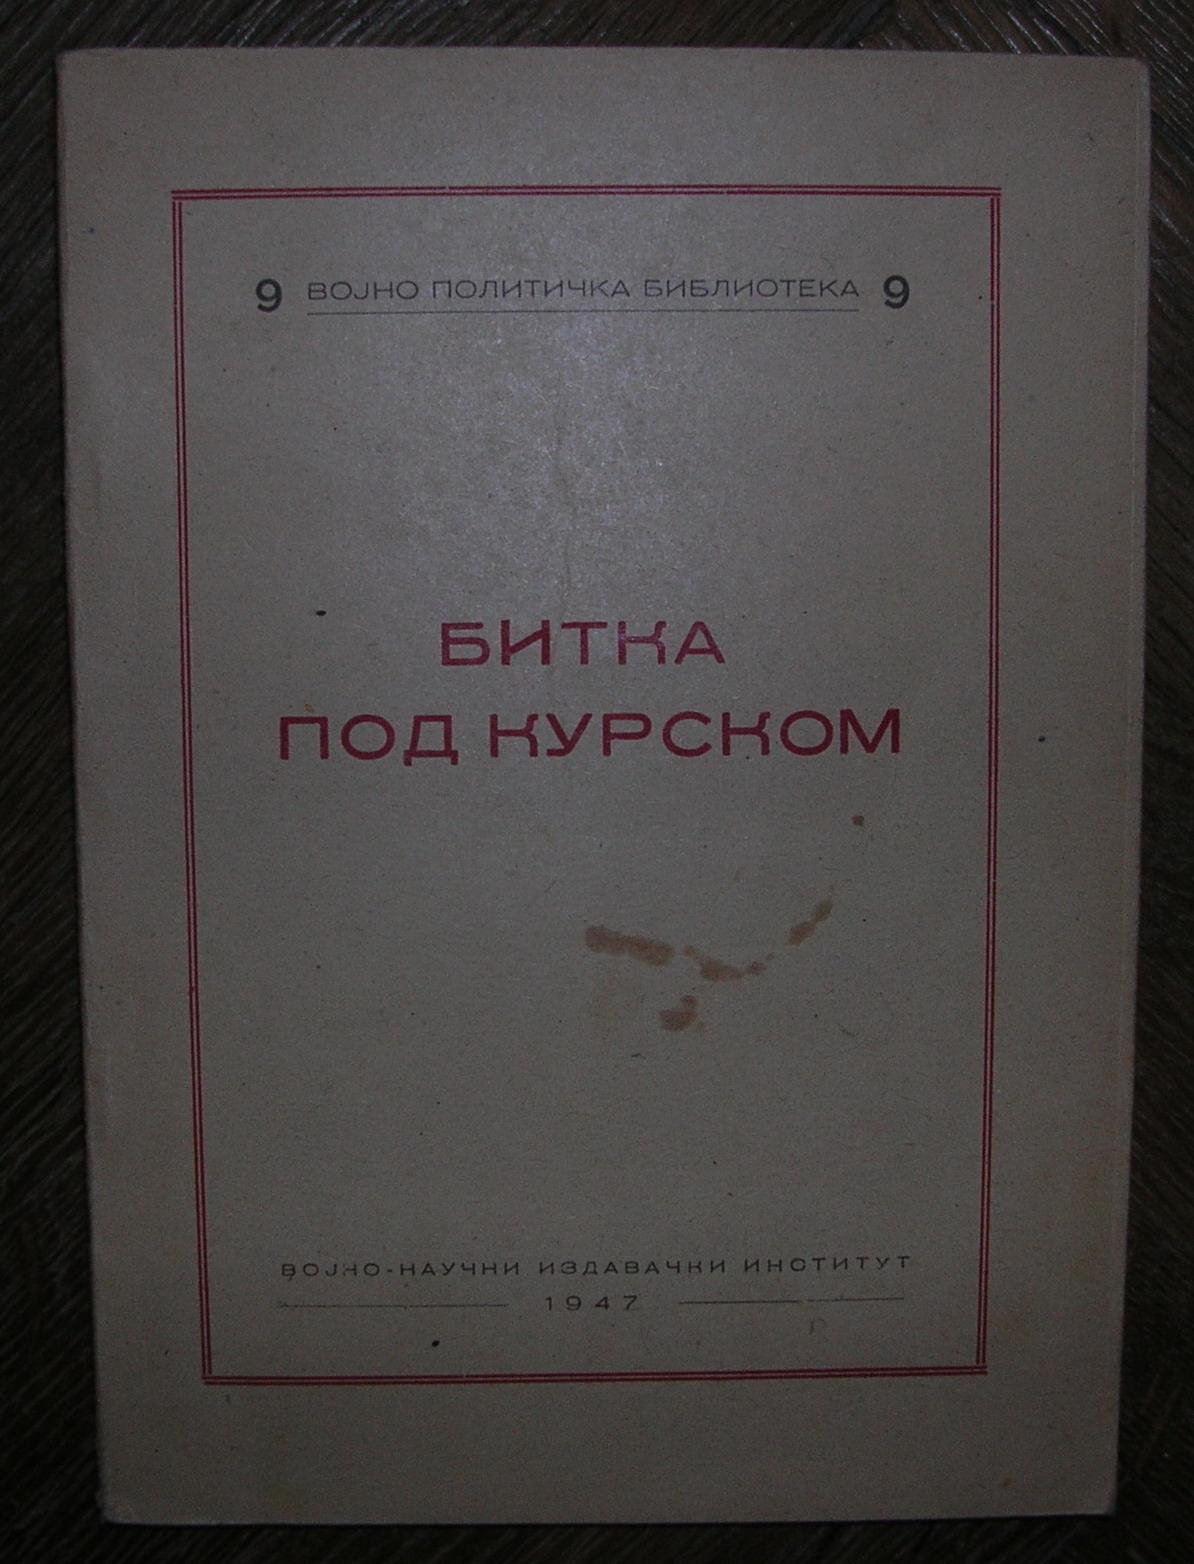 9 ВОЈНО ПОЛИТИЧКА БИБЛИОТЕКА 9
БИТКА
ПОД КУРСКОМ
ВОЈНО-НАУЧНИ ИЗДАВАЧКИ ИНСТИТУТ
1947